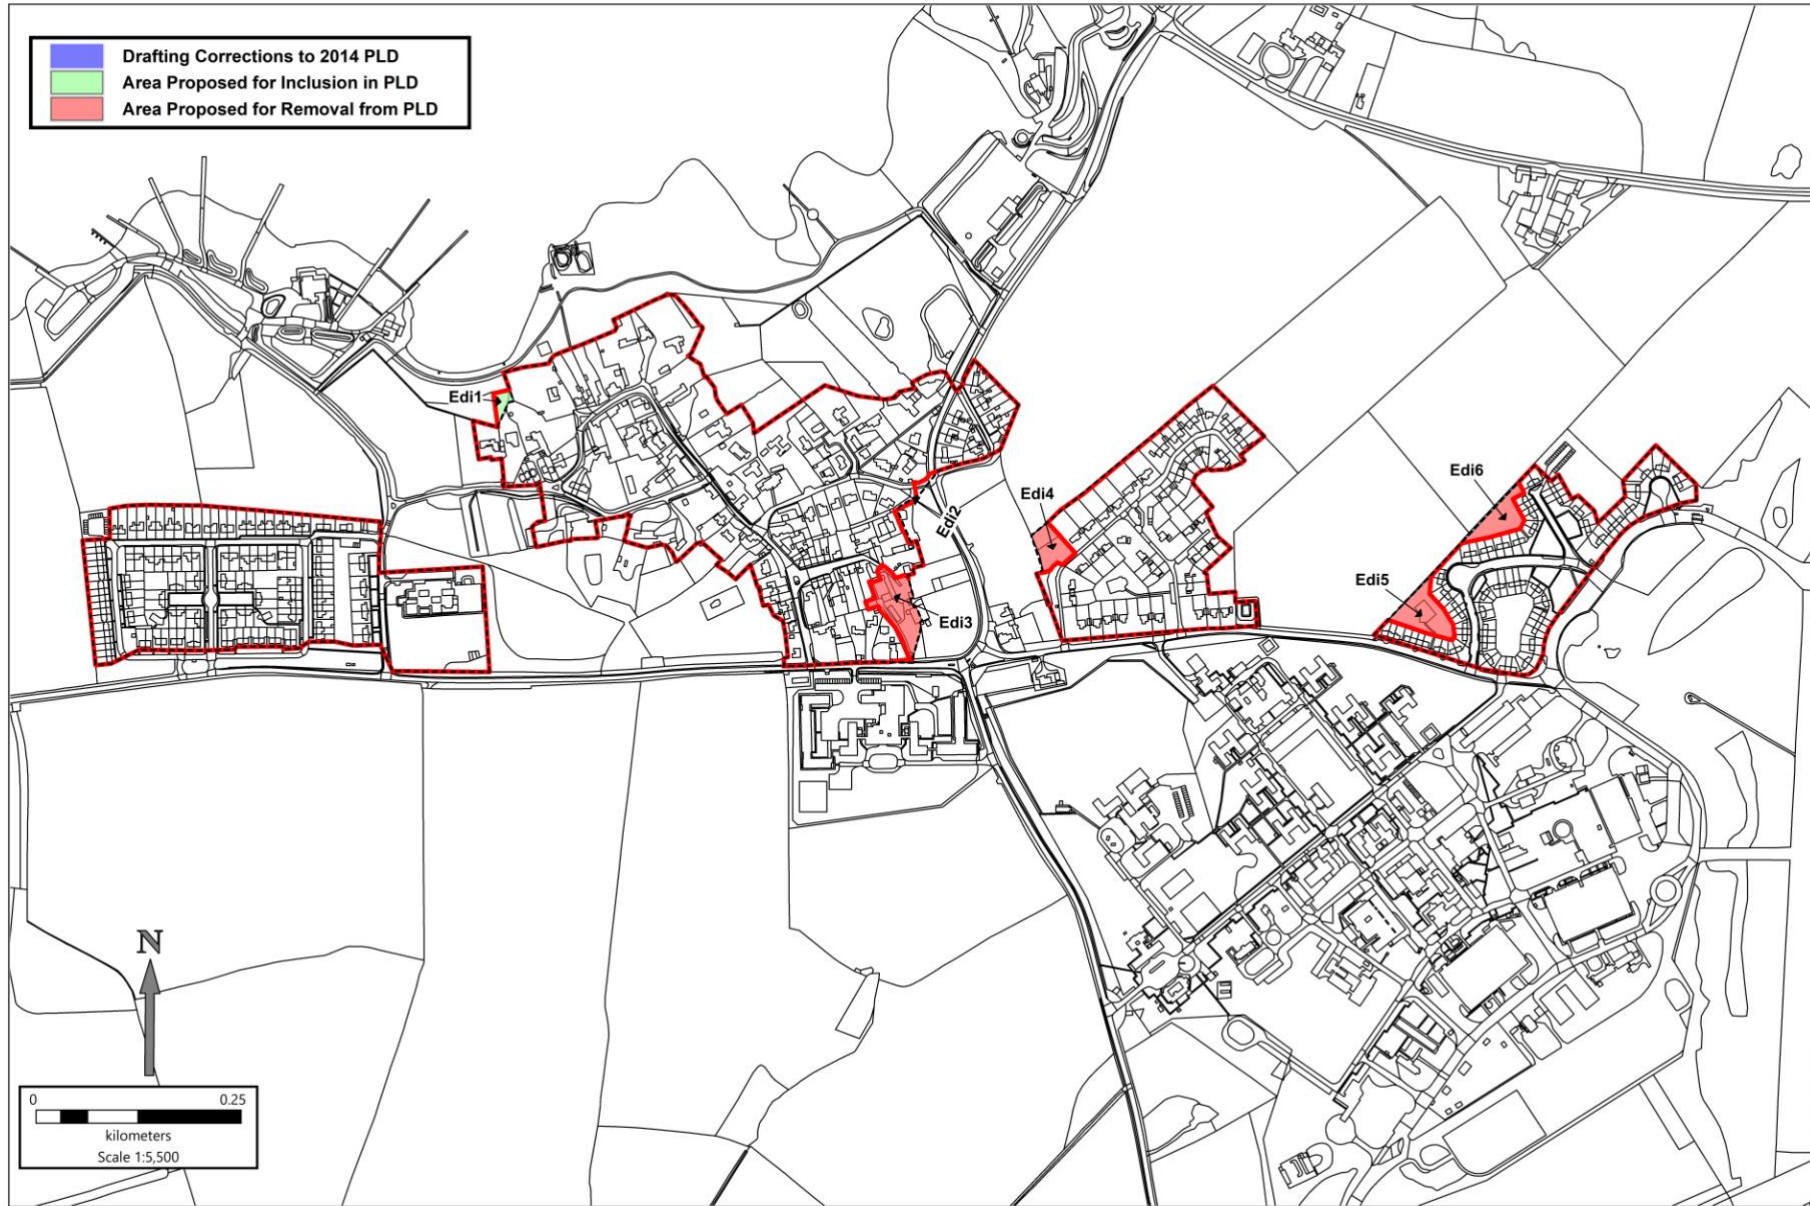 Drafting Corrections to 2014 PLD
Area Proposed for Inclusion in PLD
Area Proposed for Removal from PLD
Edi1
Edi2
Edi3
Edi4
Edi5
Edi6
N
0 0.25
kilometers
Scale 1:5,500